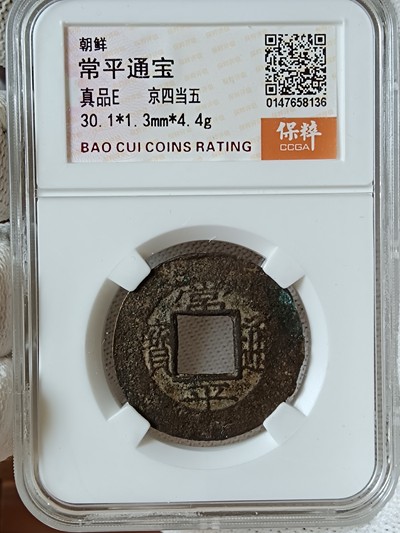 朝鲜
常平通宝
真品E 京四当五
30.1*1.3mm*4.4g
BAO CUI COINS RATING
0147658136
保粹
CCGA
常平通寶